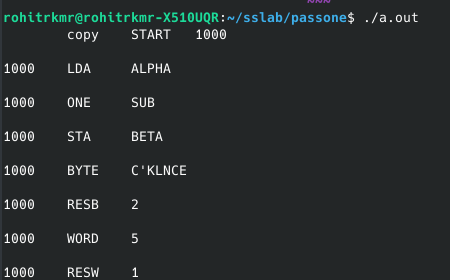 rohitrkmr@rohitrkmr-X510UQR:~/sslab/passone$ ./a.out
copy START 1000
1000 LDA ALPHA
1000 ONE SUB
1000 STA BETA
1000 BYTE C'KLNCE
1000 RESB 2
1000 WORD 5
1000 RESW 1